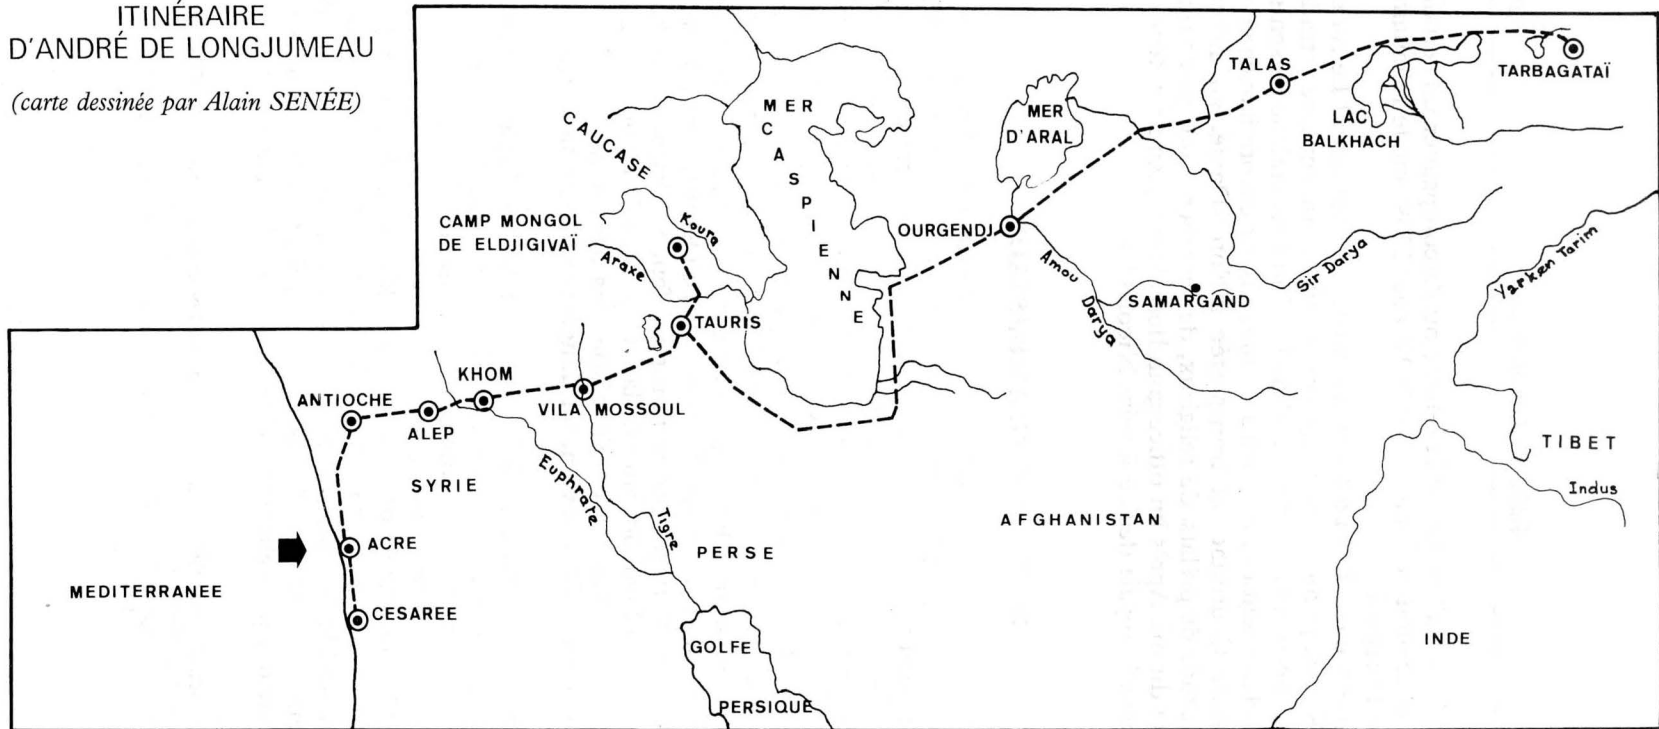 ITINÉRAIRE
D'ANDRÉ DE LONGJUMEAU
(carte dessinée par Alain SENÉE)
TALAS
TARBAGATAÏ
MER
CASPIENNE
MER
D'ARAL
LAC
BALKHACH
CAUCASE
CAMP MONGOL
DE ELDJIGIVAÏ
Koura
Araxe
OURGENDJ
Amou Darya
SAMARGAND
Sir Darya
Yarken Tarim
TAURIS
KHOM
ANTIOCHE
ALEP
VILA MOSSOUL
SYRIE
Euphrate
Tigre
TIBET
Indus
AFGHANISTAN
ACRE
PERSE
MEDITERRANEE
CESAREE
GOLFE
PERSIQUE
INDE